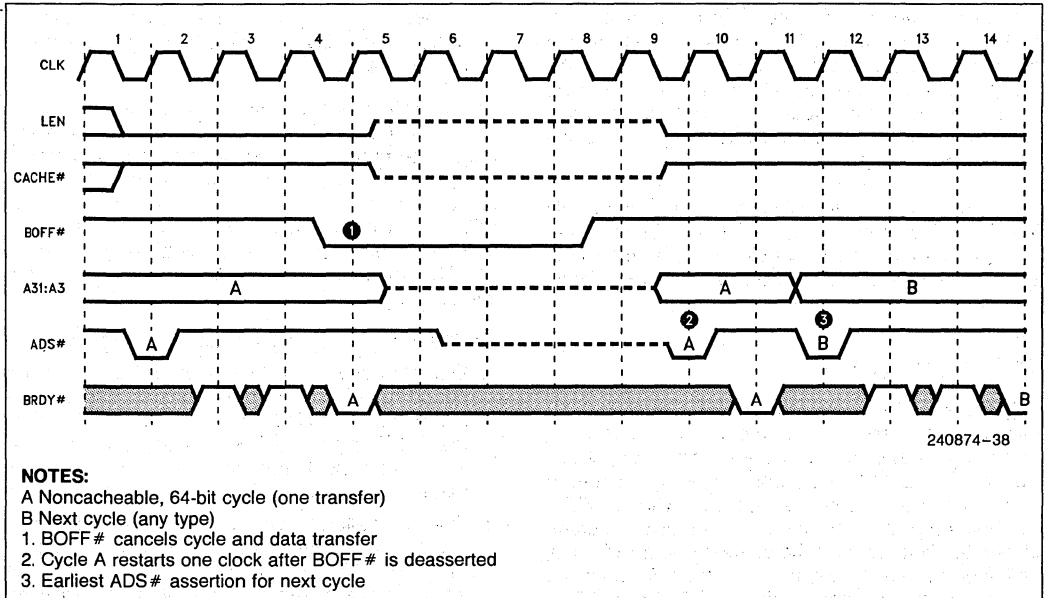 1 2 3 4 5 6 7 8 9 10 11 12 13 14
CLK
LEN
CACHE#
BOFF# 1
A31:A3 A A B
2 3
ADS# A A B
BRDY# A A B
240874–38
NOTES:
A Noncacheable, 64-bit cycle (one transfer)
B Next cycle (any type)
1. BOFF# cancels cycle and data transfer
2. Cycle A restarts one clock after BOFF# is deasserted
3. Earliest ADS# assertion for next cycle